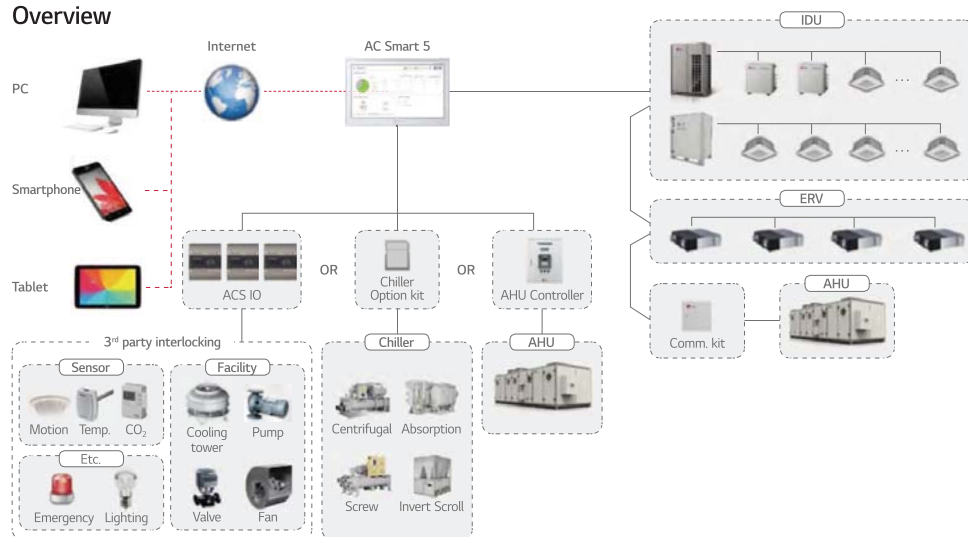 Overview
PC
Internet
AC Smart 5
IDU
Smartphone
Tablet
ERV
ACS IO
OR
Chiller
Option kit
OR
AHU Controller
Comm. kit
AHU
3rd party interlocking
Sensor
Motion Temp. CO2
Etc.
Emergency Lighting
Facility
Cooling
tower
Pump
Valve Fan
Chiller
Centrifugal Absorption
Screw Invert Scroll
AHU